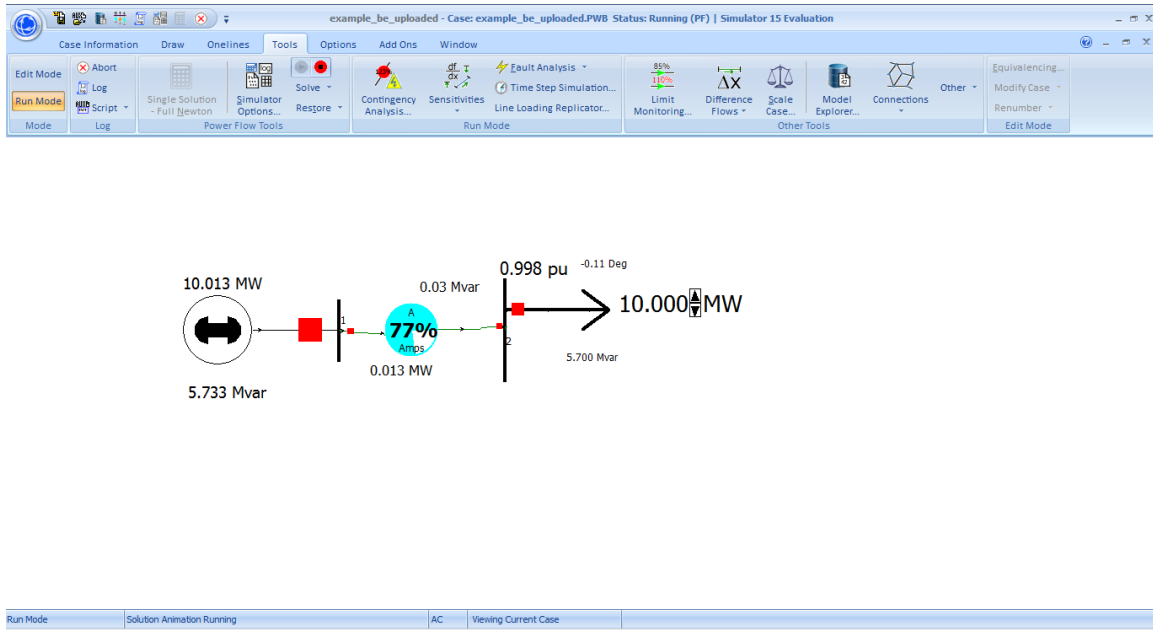 example_be_uploaded - Case: example_be_uploaded.PWB Status: Running (PF) | Simulator 15 Evaluation
Case Information Draw Onelines Tools Options Add Ons Window
Edit Mode
Run Mode
Mode
Abort
Log
Script
Log
Single Solution
- Full Newton
Simulator
Options...
Solve
Restore
Power Flow Tools
Contingency
Analysis...
Sensitivities
Fault Analysis
Time Step Simulation...
Line Loading Replicator...
Run Mode
Limit
Monitoring...
Difference
Flows
Scale
Case...
Model
Explorer...
Connections
Other
Other Tools
Equivalencing...
Modify Case
Renumber
Edit Mode
0.998 pu -0.11 Deg
10.013 MW
0.03 Mvar
10.000 MW
1
A
77%
Amps
2
5.700 Mvar
0.013 MW
5.733 Mvar
Run Mode Solution Animation Running AC Viewing Current Case